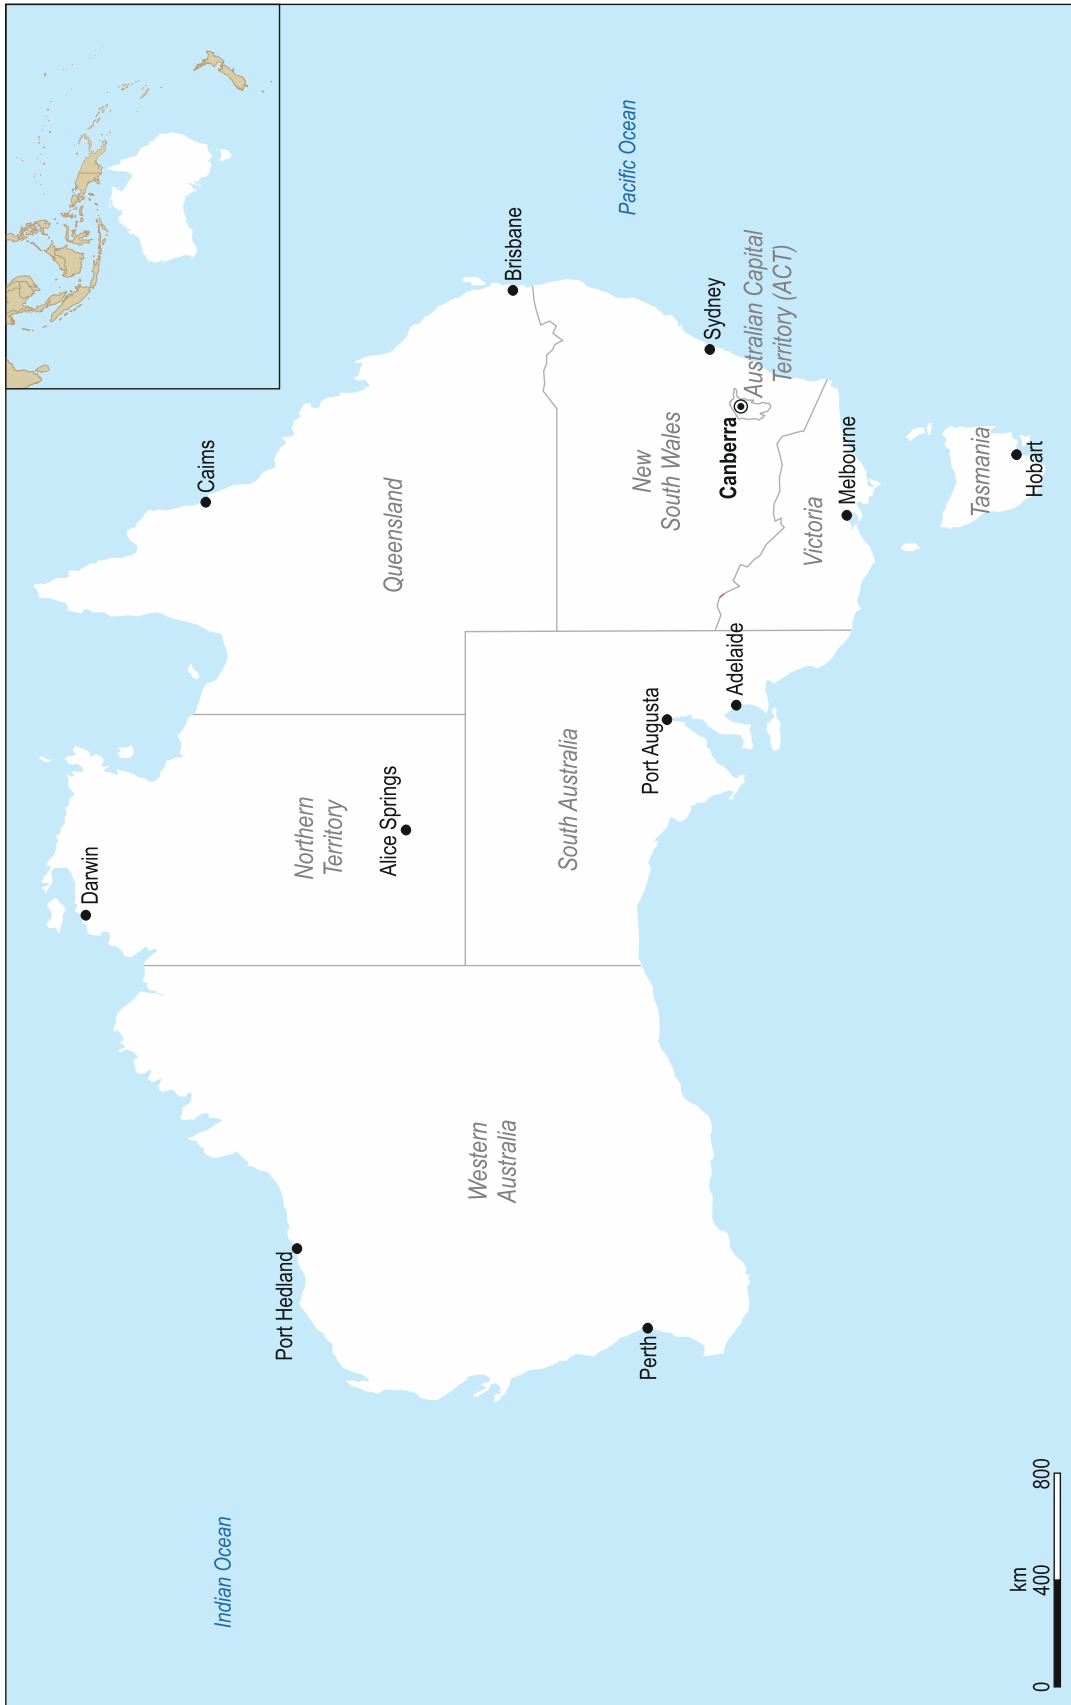 Darwin
Cairns
Indian Ocean
Port Hedland
Northern
Territory
Alice Springs
Queensland
Western
Australia
Brisbane
South Australia
Pacific Ocean
New
South Wales
Perth
Port Augusta
Sydney
Canberra
Australian Capital
Territory (ACT)
Adelaide
Victoria
Melbourne
Tasmania
Hobart
km
0
400
800